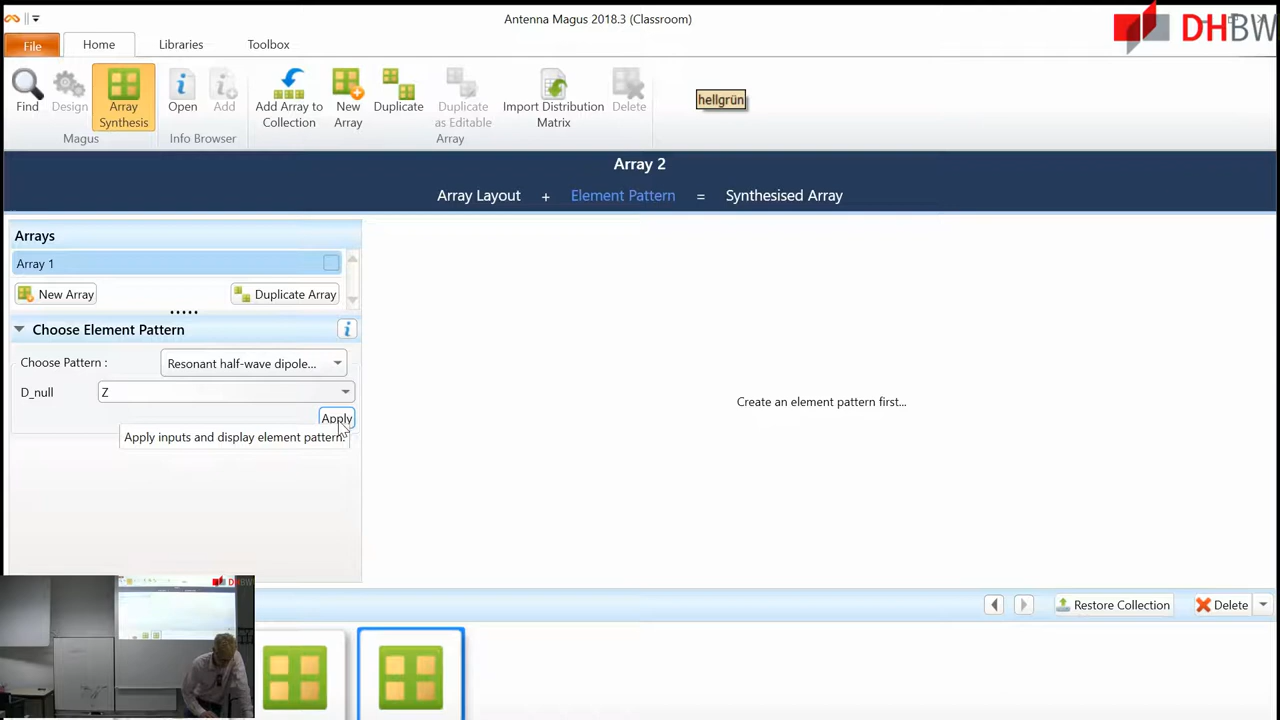 Antenna Magus 2018.3 (Classroom)
DHBW
File
Home
Libraries
Toolbox
Find
Design
Array
Synthesis
Open
Add
Add Array to
Collection
New
Array
Duplicate
Duplicate
as Editable
Import Distribution
Matrix
Delete
hellgrün
Magus
Info Browser
Array
Array 2
Array Layout + Element Pattern = Synthesised Array
Arrays
Array 1
New Array
Duplicate Array
Choose Element Pattern
Choose Pattern :
Resonant half-wave dipole...
D_null
Z
Apply
Apply inputs and display element pattern.
Create an element pattern first...
Restore Collection
Delete
DHBW